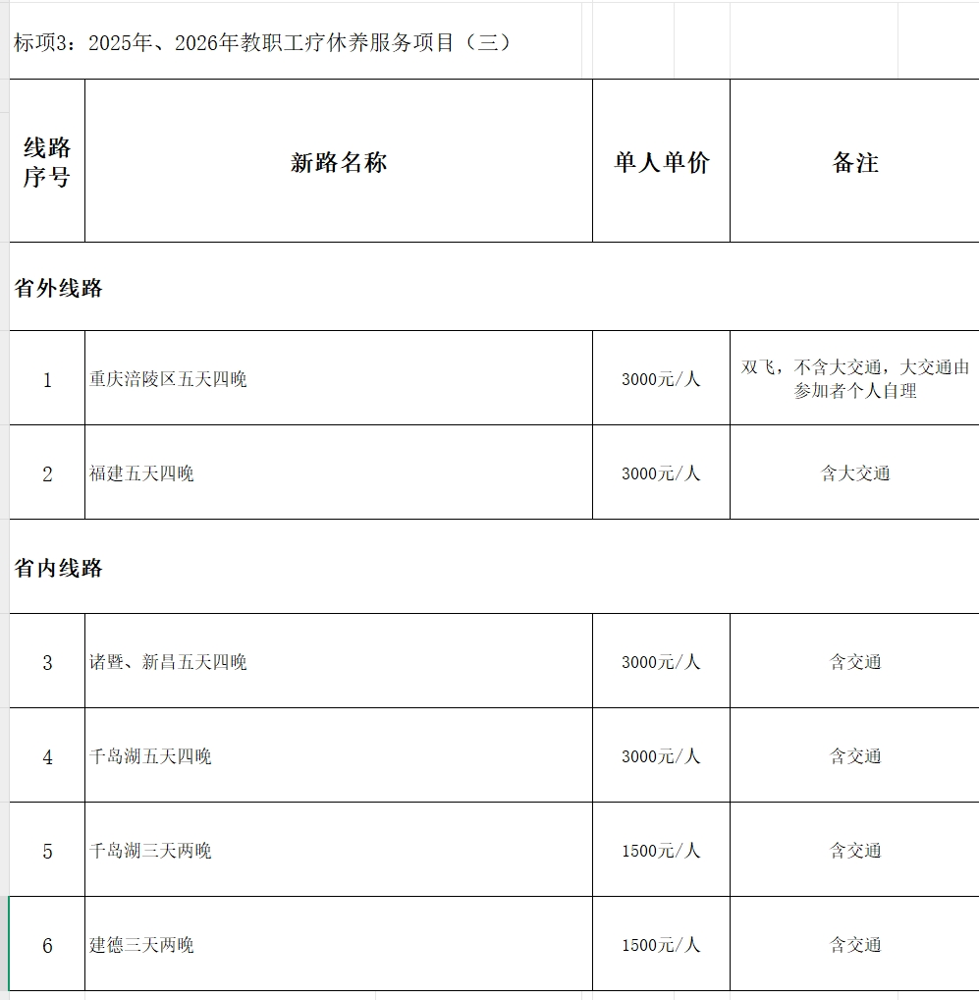 标项3：2025年、2026年教职工疗休养服务项目（三）
线路
序号
新路名称
单人单价
备注
省外线路
1
重庆涪陵区五天四晚
3000元/人
双飞，不含大交通，大交通由
参加者个人自理
2
福建五天四晚
3000元/人
含大交通
省内线路
3
诸暨、新昌五天四晚
3000元/人
含交通
4
千岛湖五天四晚
3000元/人
含交通
5
千岛湖三天两晚
1500元/人
含交通
6
建德三天两晚
1500元/人
含交通